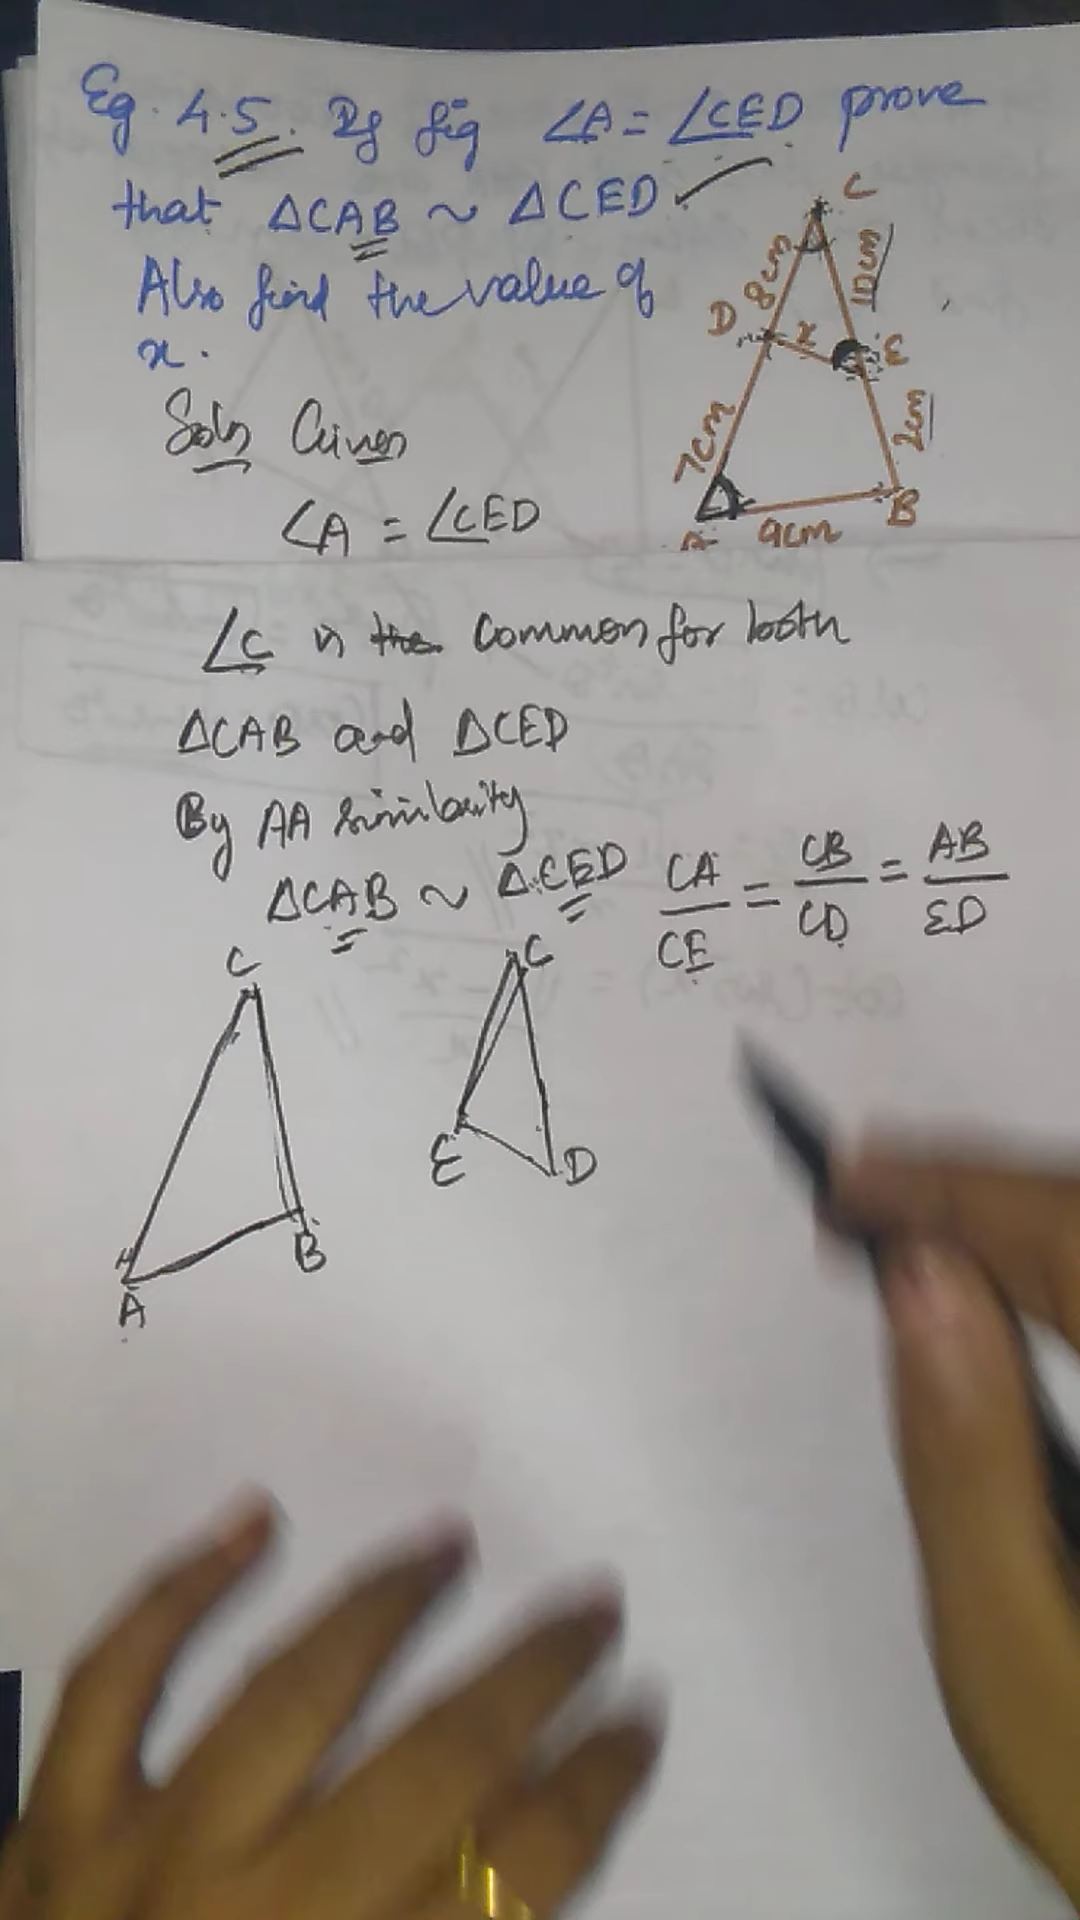 Eg. 4.5. If fig ∠A = ∠CED prove
that ΔCAB ~ ΔCED
Also find the value of
x.
C
8cm
10cm
D
x
E
7cm
2cm
A
9cm
B
Soln Given
∠A = ∠CED
∠C is the common for both
ΔCAB and ΔCED
By AA similarity
ΔCAB ~ ΔCED CA/CE = CB/CD = AB/ED
C
A
B
C
E
D